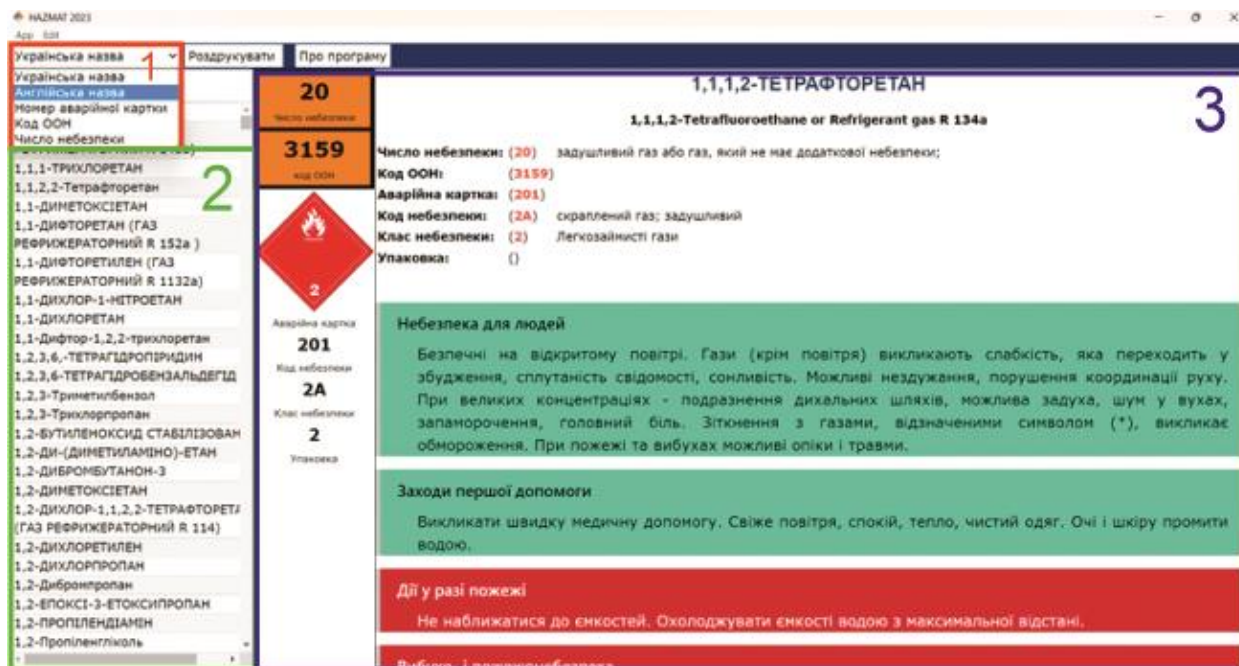 HAZMAT 2023
App Edit
Українська назва
Роздрукувати
Про програму
1
Українська назва
Англійська назва
Номер аварійної картки
Код ООН
Число небезпеки
2
1,1,1-ТРИХЛОРЕТАН
1,1,2,2-Тетрафторетан
1,1-ДИМЕТОКСІЕТАН
1,1-ДИФТОРЕТАН (ГАЗ
РЕФРИЖЕРАТОРНИЙ R 152a )
1,1-ДИФТОРЕТИЛЕН (ГАЗ
РЕФРИЖЕРАТОРНИЙ R 1132a)
1,1-ДИХЛОР-1-НІТРОЕТАН
1,1-ДИХЛОРЕТАН
1,1-Дифтор-1,2,2-трихлоретан
1,2,3,6,-ТЕТРАГІДРОПІРИДИН
1,2,3,6-ТЕТРАГІДРОБЕНЗАЛЬДЕГІД
1,2,3-Триметилбензол
1,2,3-Трихлорпропан
1,2-БУТИЛЕНОКСИД СТАБІЛІЗОВАН
1,2-ДИ-(ДИМЕТИЛАМІНО)-ЕТАН
1,2-ДИБРОМБУТАНОН-3
1,2-ДИМЕТОКСІЕТАН
1,2-ДИХЛОР-1,1,2,2-ТЕТРАФТОРЕТА
(ГАЗ РЕФРИЖЕРАТОРНИЙ R 114)
1,2-ДИХЛОРЕТИЛЕН
1,2-ДИХЛОРПРОПАН
1,2-Дибромпропан
1,2-ЕПОКСІ-3-ЕТОКСИПРОПАН
1,2-ПРОПІЛЕНДІАМІН
1,2-Пропіленгліколь
20
Число небезпеки
3159
код ООН
2
Аварійна картка
201
Код небезпеки
2А
Клас небезпеки
2
Упаковка
3
1,1,1,2-ТЕТРАФТОРЕТАН
1,1,1,2-Tetrafluoroethane or Refrigerant gas R 134a
Число небезпеки: (20) задушливий газ або газ, який не має додаткової небезпеки;
Код ООН: (3159)
Аварійна картка: (201)
Код небезпеки: (2А) скраплений газ; задушливий
Клас небезпеки: (2) Легкозаймисті гази
Упаковка: ()
Небезпека для людей
Безпечні на відкритому повітрі. Гази (крім повітря) викликають слабкість, яка переходить у
збудження, сплутаність свідомості, сонливість. Можливі нездужання, порушення координації руху.
При великих концентраціях - подразнення дихальних шляхів, можлива задуха, шум у вухах,
запаморочення, головний біль. Зіткнення з газами, відзначеними символом (*), викликає
обмороження. При пожежі та вибухах можливі опіки і травми.
Заходи першої допомоги
Викликати швидку медичну допомогу. Свіже повітря, спокій, тепло, чистий одяг. Очі і шкіру промити
водою.
Дії у разі пожежі
Не наближатися до ємкостей. Охолоджувати ємкості водою з максимальної відстані.